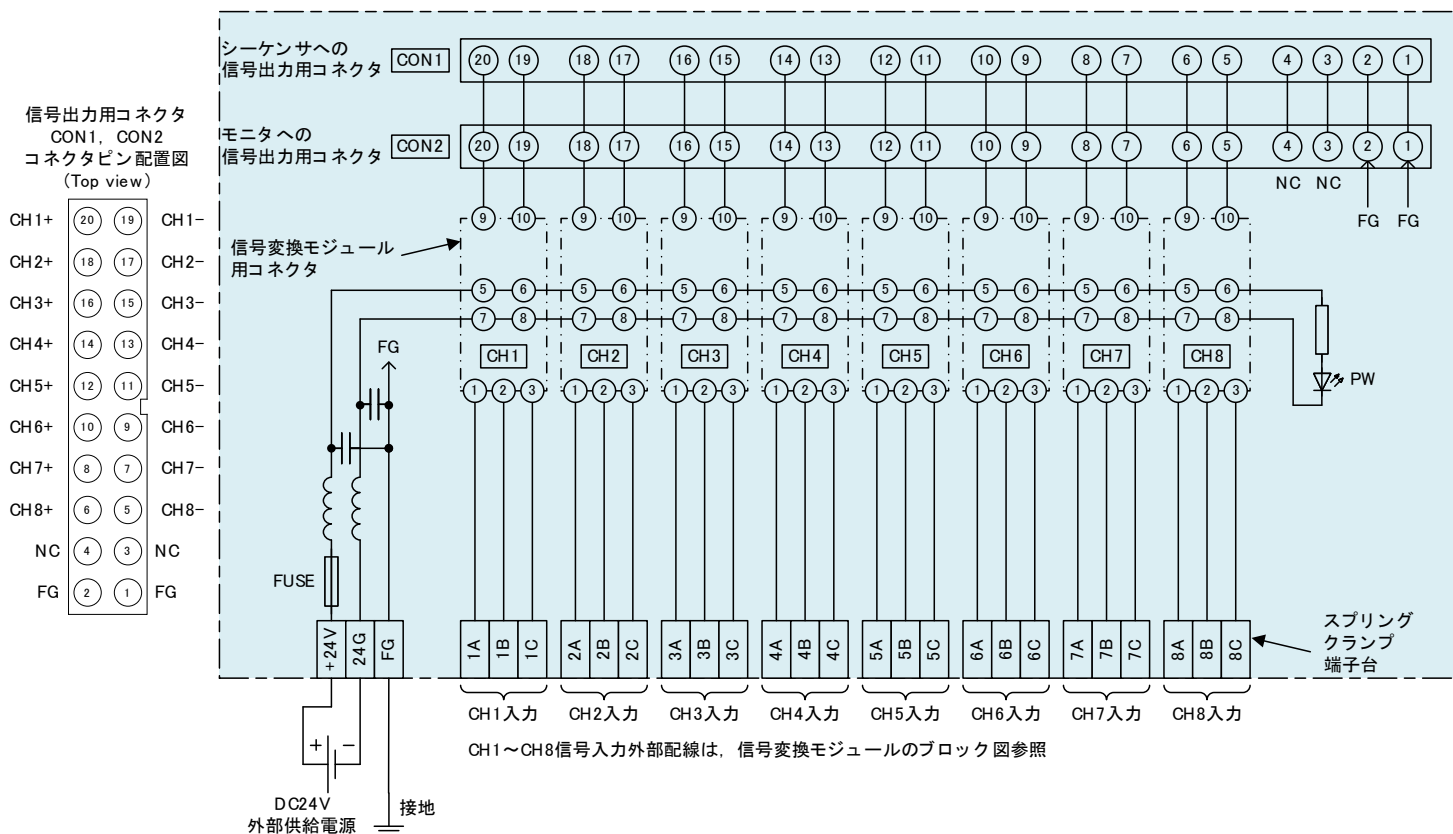 シーケンサへの
信号出力用コネクタ CON1 20 19 18 17 16 15 14 13 12 11 10 9 8 7 6 5 4 3 2 1
モニタへの
信号出力用コネクタ CON2 20 19 18 17 16 15 14 13 12 11 10 9 8 7 6 5 4 3 2 1
NC NC
FG FG
信号出力用コネクタ
CON1, CON2
コネクタピン配置図
(Top view)
CH1+ 20 19 CH1-
CH2+ 18 17 CH2-
CH3+ 16 15 CH3-
CH4+ 14 13 CH4-
CH5+ 12 11 CH5-
CH6+ 10 9 CH6-
CH7+ 8 7 CH7-
CH8+ 6 5 CH8-
NC 4 3 NC
FG 2 1 FG
9 10 9 10 9 10 9 10 9 10 9 10 9 10 9 10
信号変換モジュール
用コネクタ
5 6 5 6 5 6 5 6 5 6 5 6 5 6 5 6
7 8 7 8 7 8 7 8 7 8 7 8 7 8 7 8
FG
CH1 CH2 CH3 CH4 CH5 CH6 CH7 CH8
PW
1 2 3 1 2 3 1 2 3 1 2 3 1 2 3 1 2 3 1 2 3 1 2 3
FUSE
+24V 24G FG 1A 1B 1C 2A 2B 2C 3A 3B 3C 4A 4B 4C 5A 5B 5C 6A 6B 6C 7A 7B 7C 8A 8B 8C
スプリング
クランプ
端子台
CH1入力 CH2入力 CH3入力 CH4入力 CH5入力 CH6入力 CH7入力 CH8入力
+ −
CH1～CH8信号入力外部配線は, 信号変換モジュールのブロック図参照
DC24V
外部供給電源
接地